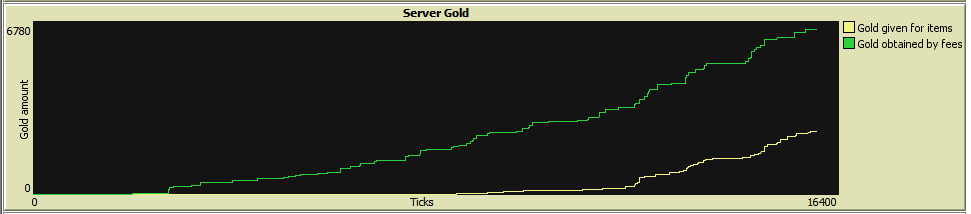 Server Gold
6780
Gold amount
0
0
Ticks
16400
Gold given for items
Gold obtained by fees